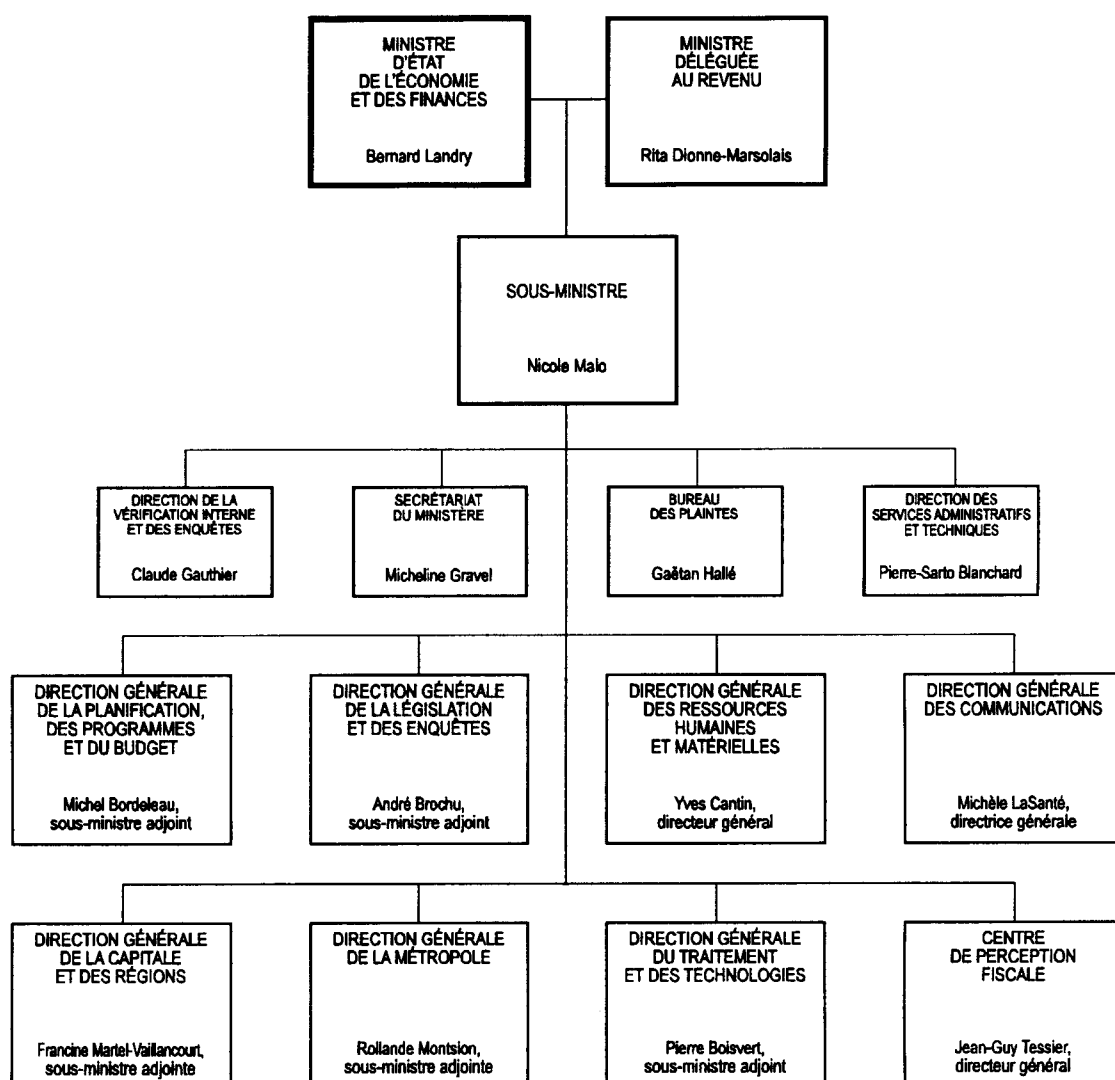 MINISTRE
D'ÉTAT
DE L'ÉCONOMIE
ET DES FINANCES
Bernard Landry
MINISTRE
DÉLÉGUÉE
AU REVENU
Rita Dionne-Marsolais
SOUS-MINISTRE
Nicole Malo
DIRECTION DE LA
VÉRIFICATION INTERNE
ET DES ENQUÊTES
Claude Gauthier
SECRÉTARIAT
DU MINISTÈRE
Micheline Gravel
BUREAU
DES PLAINTES
Gaëtan Hallé
DIRECTION DES
SERVICES ADMINISTRATIFS
ET TECHNIQUES
Pierre-Sarto Blanchard
DIRECTION GÉNÉRALE
DE LA PLANIFICATION,
DES PROGRAMMES
ET DU BUDGET
Michel Bordeleau,
sous-ministre adjoint
DIRECTION GÉNÉRALE
DE LA LÉGISLATION
ET DES ENQUÊTES
André Brochu,
sous-ministre adjoint
DIRECTION GÉNÉRALE
DES RESSOURCES
HUMAINES
ET MATÉRIELLES
Yves Cantin,
directeur général
DIRECTION GÉNÉRALE
DES COMMUNICATIONS
Michèle LaSanté,
directrice générale
DIRECTION GÉNÉRALE
DE LA CAPITALE
ET DES RÉGIONS
Francine Martel-Vaillancourt,
sous-ministre adjointe
DIRECTION GÉNÉRALE
DE LA MÉTROPOLE
Rollande Montsion,
sous-ministre adjointe
DIRECTION GÉNÉRALE
DU TRAITEMENT
ET DES TECHNOLOGIES
Pierre Boisvert,
sous-ministre adjoint
CENTRE
DE PERCEPTION
FISCALE
Jean-Guy Tessier,
directeur général